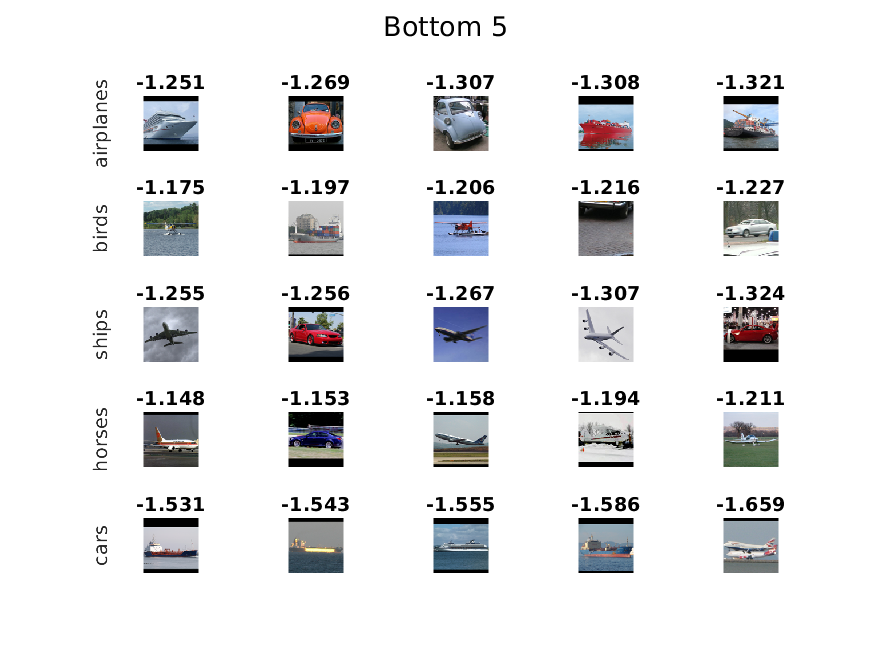 Bottom 5
airplanes
-1.251 -1.269 -1.307 -1.308 -1.321
birds
-1.175 -1.197 -1.206 -1.216 -1.227
ships
-1.255 -1.256 -1.267 -1.307 -1.324
horses
-1.148 -1.153 -1.158 -1.194 -1.211
cars
-1.531 -1.543 -1.555 -1.586 -1.659